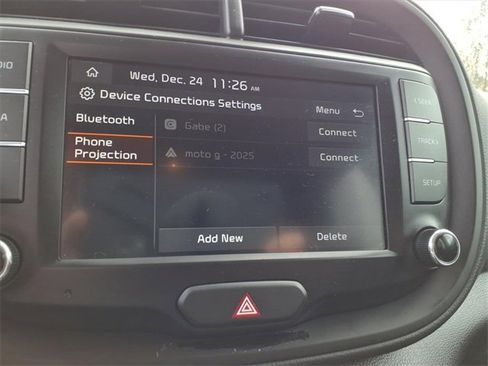 Wed, Dec. 24 11:26 AM
Device Connections Settings
Menu
Bluetooth
Gabe (2)
Connect
Phone
Projection
moto g - 2025
Connect
Add New
Delete
SEEK
TRACK
SETUP